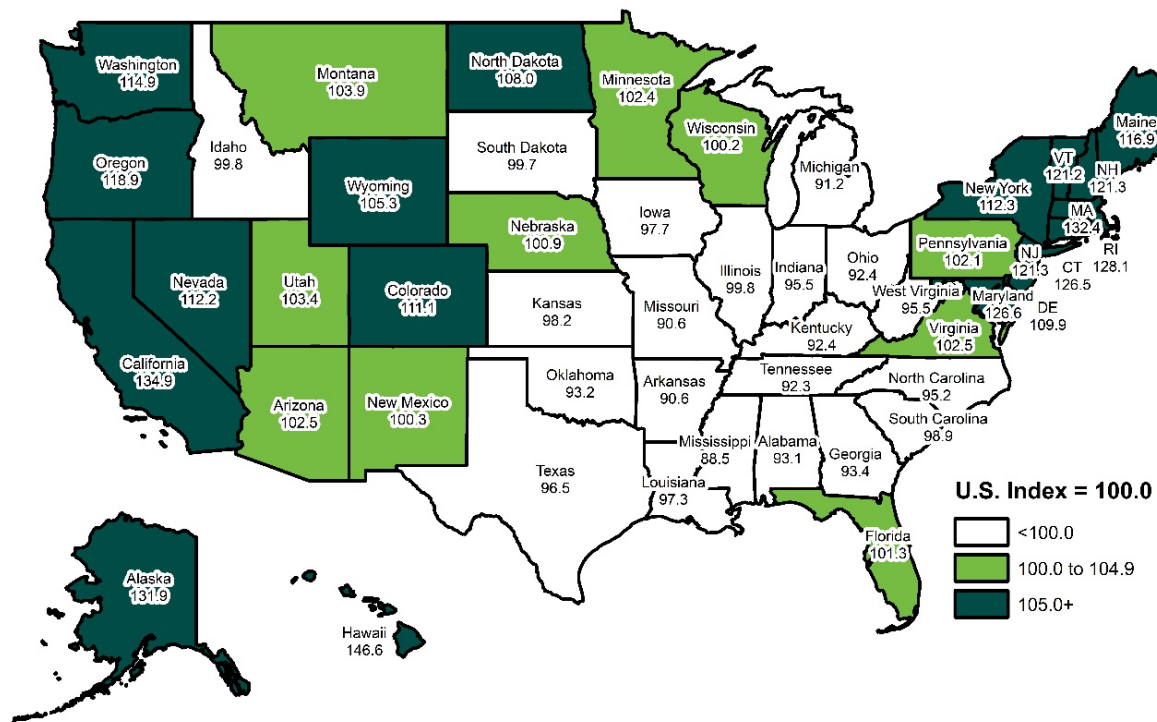 Washington
114.9
Montana
103.9
North Dakota
108.0
Minnesota
102.4
Wisconsin
100.2
Michigan
91.2
Maine
116.9
VT
121.2
NH
121.3
New York
112.3
MA
132.4
RI
128.1
CT
126.5
Oregon
118.9
Idaho
99.8
South Dakota
99.7
Wyoming
105.3
Nebraska
100.9
Iowa
97.7
Pennsylvania
102.1
NJ
121.3
Nevada
112.2
Utah
103.4
Colorado
111.1
Kansas
98.2
Missouri
90.6
Illinois
99.8
Indiana
95.5
Ohio
92.4
West Virginia
95.5
Maryland
126.6
DE
109.9
Virginia
102.5
Kentucky
92.4
California
134.9
Arizona
102.5
New Mexico
100.3
Oklahoma
93.2
Arkansas
90.6
Tennessee
92.3
North Carolina
95.2
South Carolina
98.9
Texas
96.5
Louisiana
97.3
Mississippi
88.5
Alabama
93.1
Georgia
93.4
Florida
101.3
Alaska
131.9
Hawaii
146.6
U.S. Index = 100.0
<100.0
100.0 to 104.9
105.0+